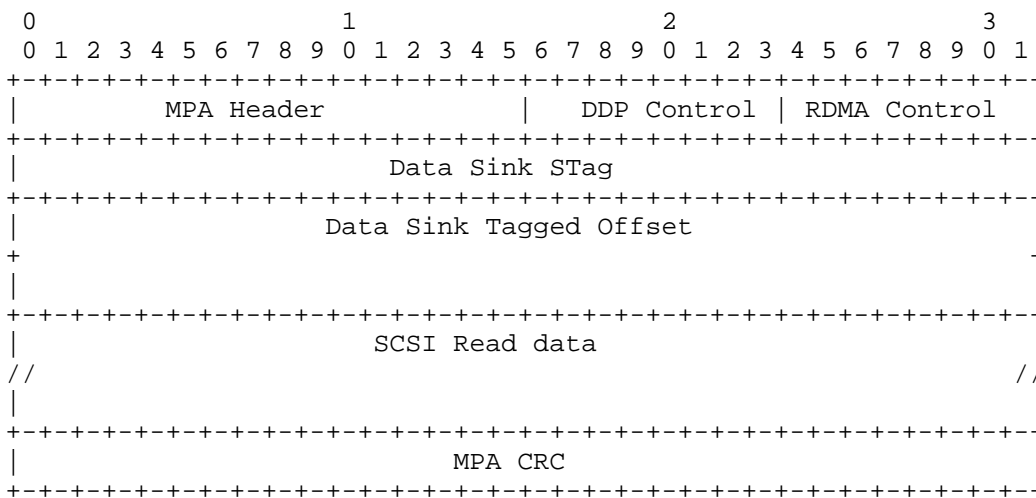 0                   1                   2                   3
 0 1 2 3 4 5 6 7 8 9 0 1 2 3 4 5 6 7 8 9 0 1 2 3 4 5 6 7 8 9 0 1
+-+-+-+-+-+-+-+-+-+-+-+-+-+-+-+-+-+-+-+-+-+-+-+-+-+-+-+-+-+-+-+--
|         MPA Header            |   DDP Control | RDMA Control
+-+-+-+-+-+-+-+-+-+-+-+-+-+-+-+-+-+-+-+-+-+-+-+-+-+-+-+-+-+-+-+--
|                       Data Sink STag
+-+-+-+-+-+-+-+-+-+-+-+-+-+-+-+-+-+-+-+-+-+-+-+-+-+-+-+-+-+-+-+--
|                   Data Sink Tagged Offset
+                                                               -
|
+-+-+-+-+-+-+-+-+-+-+-+-+-+-+-+-+-+-+-+-+-+-+-+-+-+-+-+-+-+-+-+--
|                      SCSI Read data
//                                                             //
|
+-+-+-+-+-+-+-+-+-+-+-+-+-+-+-+-+-+-+-+-+-+-+-+-+-+-+-+-+-+-+-+--
|                           MPA CRC
+-+-+-+-+-+-+-+-+-+-+-+-+-+-+-+-+-+-+-+-+-+-+-+-+-+-+-+-+-+-+-+--